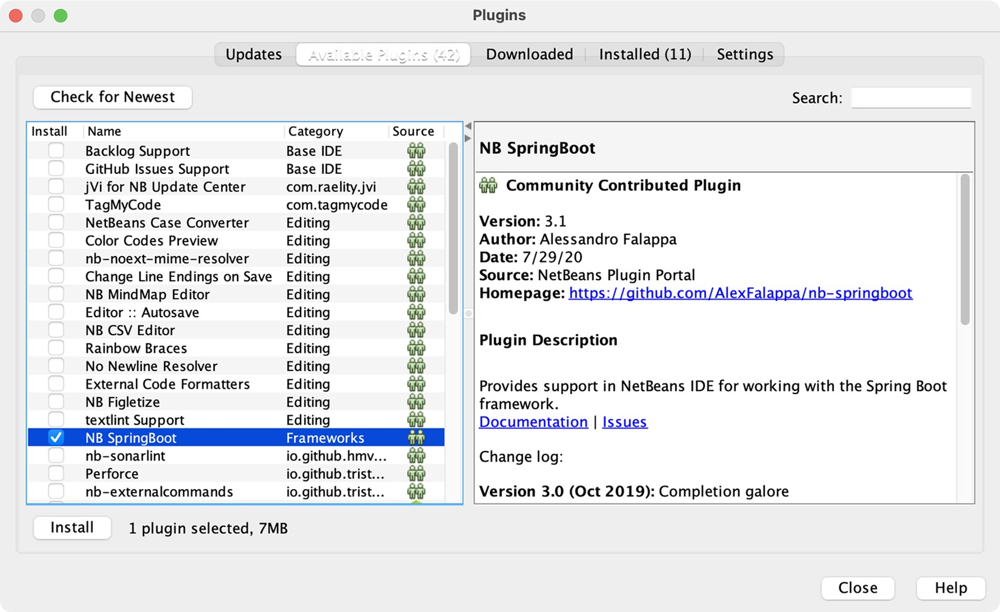 Plugins
Updates Available Plugins (42) Downloaded Installed (11) Settings
Check for Newest
Search:
Install Name Category Source
Backlog Support Base IDE
GitHub Issues Support Base IDE
jVi for NB Update Center com.raelity.jvi
TagMyCode com.tagmycode
NetBeans Case Converter Editing
Color Codes Preview Editing
nb-noext-mime-resolver Editing
Change Line Endings on Save Editing
NB MindMap Editor Editing
Editor :: Autosave Editing
NB CSV Editor Editing
Rainbow Braces Editing
No Newline Resolver Editing
External Code Formatters Editing
NB Figletize Editing
textlint Support Editing
NB SpringBoot Frameworks
nb-sonarlint io.github.hmv...
Perforce io.github.trist...
nb-externalcommands io.github.trist...
NB SpringBoot
Community Contributed Plugin
Version: 3.1
Author: Alessandro Falappa
Date: 7/29/20
Source: NetBeans Plugin Portal
Homepage: https://github.com/AlexFalappa/nb-springboot
Plugin Description
Provides support in NetBeans IDE for working with the Spring Boot
framework.
Documentation | Issues
Change log:
Version 3.0 (Oct 2019): Completion galore
Install 1 plugin selected, 7MB
Close Help